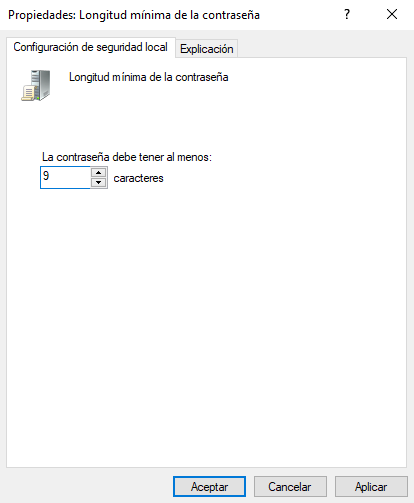 Propiedades: Longitud mínima de la contraseña
Configuración de seguridad local
Explicación
Longitud mínima de la contraseña
La contraseña debe tener al menos:
9 caracteres
Aceptar Cancelar Aplicar